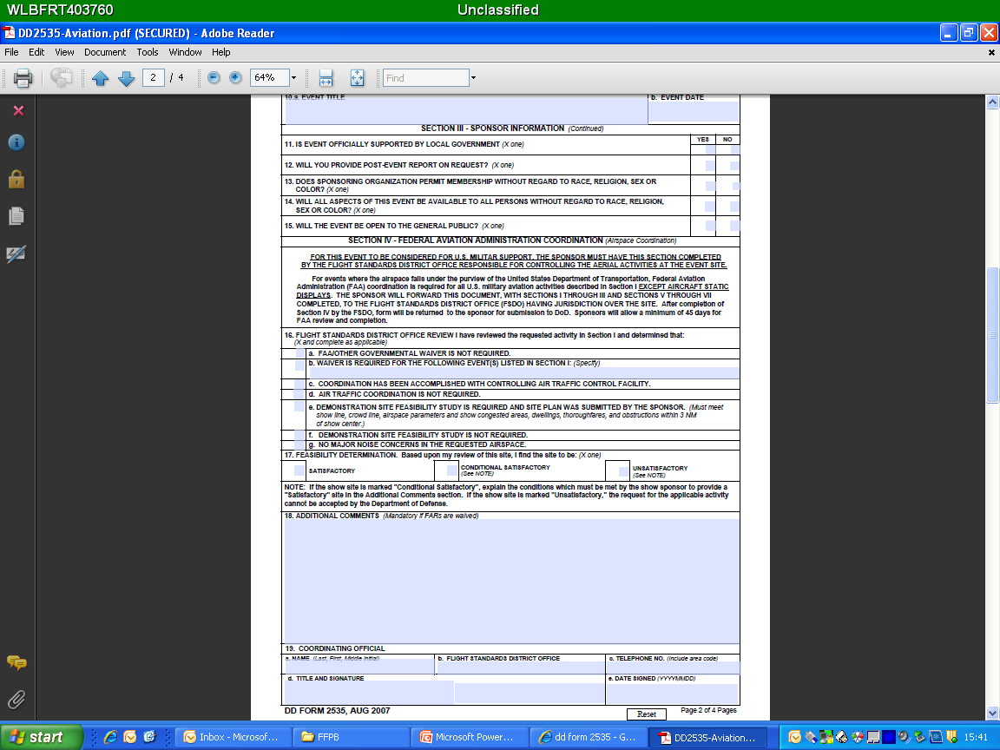 WLBFRT403760
Unclassified
DD2535-Aviation.pdf (SECURED) - Adobe Reader
File Edit View Document Tools Window Help
2 / 4 64% Find
10.a. EVENT TITLE
b. EVENT DATE
SECTION III - SPONSOR INFORMATION (Continued)
YES NO
11. IS EVENT OFFICIALLY SUPPORTED BY LOCAL GOVERNMENT (X one)
12. WILL YOU PROVIDE POST-EVENT REPORT ON REQUEST? (X one)
13. DOES SPONSORING ORGANIZATION PERMIT MEMBERSHIP WITHOUT REGARD TO RACE, RELIGION, SEX OR
COLOR? (X one)
14. WILL ALL ASPECTS OF THIS EVENT BE AVAILABLE TO ALL PERSONS WITHOUT REGARD TO RACE, RELIGION,
SEX OR COLOR? (X one)
15. WILL THE EVENT BE OPEN TO THE GENERAL PUBLIC? (X one)
SECTION IV - FEDERAL AVIATION ADMINISTRATION COORDINATION (Airspace Coordination)
FOR THIS EVENT TO BE CONSIDERED FOR U.S. MILITAR SUPPORT, THE SPONSOR MUST HAVE THIS SECTION COMPLETED
BY THE FLIGHT STANDARDS DISTRICT OFFICE RESPONSIBLE FOR CONTROLLING THE AERIAL ACTIVITIES AT THE EVENT SITE.
For events where the airspace falls under the purview of the United States Department of Transportation, Federal Aviation
Administration (FAA) coordination is required for all U.S. military aviation activities described in Section I EXCEPT AIRCRAFT STATIC
DISPLAYS. THE SPONSOR WILL FORWARD THIS DOCUMENT, WITH SECTIONS I THROUGH III AND SECTIONS V THROUGH VII
COMPLETED, TO THE FLIGHT STANDARDS DISTRICT OFFICE (FSDO) HAVING JURISDICTION OVER THE SITE. After completion of
Section IV by the FSDO, form will be returned to the sponsor for submission to DoD. Sponsors will allow a minimum of 45 days for
FAA review and completion.
16. FLIGHT STANDARDS DISTRICT OFFICE REVIEW I have reviewed the requested activity in Section I and determined that:
(X and complete as applicable)
a. FAA/OTHER GOVERNMENTAL WAIVER IS NOT REQUIRED.
b. WAIVER IS REQUIRED FOR THE FOLLOWING EVENT(S) LISTED IN SECTION I: (Specify)
c. COORDINATION HAS BEEN ACCOMPLISHED WITH CONTROLLING AIR TRAFFIC CONTROL FACILITY.
d. AIR TRAFFIC COORDINATION IS NOT REQUIRED.
e. DEMONSTRATION SITE FEASIBILITY STUDY IS REQUIRED AND SITE PLAN WAS SUBMITTED BY THE SPONSOR. (Must meet
show line, crowd line, airspace parameters and show congested areas, dwellings, thoroughfares, and obstructions within 3 NM
of show center.)
f. DEMONSTRATION SITE FEASIBILITY STUDY IS NOT REQUIRED.
g. NO MAJOR NOISE CONCERNS IN THE REQUESTED AIRSPACE.
17. FEASIBILITY DETERMINATION. Based upon my review of this site, I find the site to be: (X one)
SATISFACTORY
CONDITIONAL SATISFACTORY
(See NOTE)
UNSATISFACTORY
(See NOTE)
NOTE: If the show site is marked "Conditional Satisfactory", explain the conditions which must be met by the show sponsor to provide a
"Satisfactory" site in the Additional Comments section. If the show site is marked "Unsatisfactory," the request for the applicable activity
cannot be accepted by the Department of Defense.
18. ADDITIONAL COMMENTS (Mandatory if FARs are waived)
19. COORDINATING OFFICIAL
a. NAME (Last, First, Middle Initial)
b. FLIGHT STANDARDS DISTRICT OFFICE
c. TELEPHONE NO. (Include area code)
d. TITLE AND SIGNATURE
e. DATE SIGNED (YYYYMMDD)
DD FORM 2535, AUG 2007
Reset
Page 2 of 4 Pages
start Inbox - Microsof... FFPB Microsoft Power... dd form 2535 - G... DD2535-Aviation... 15:41